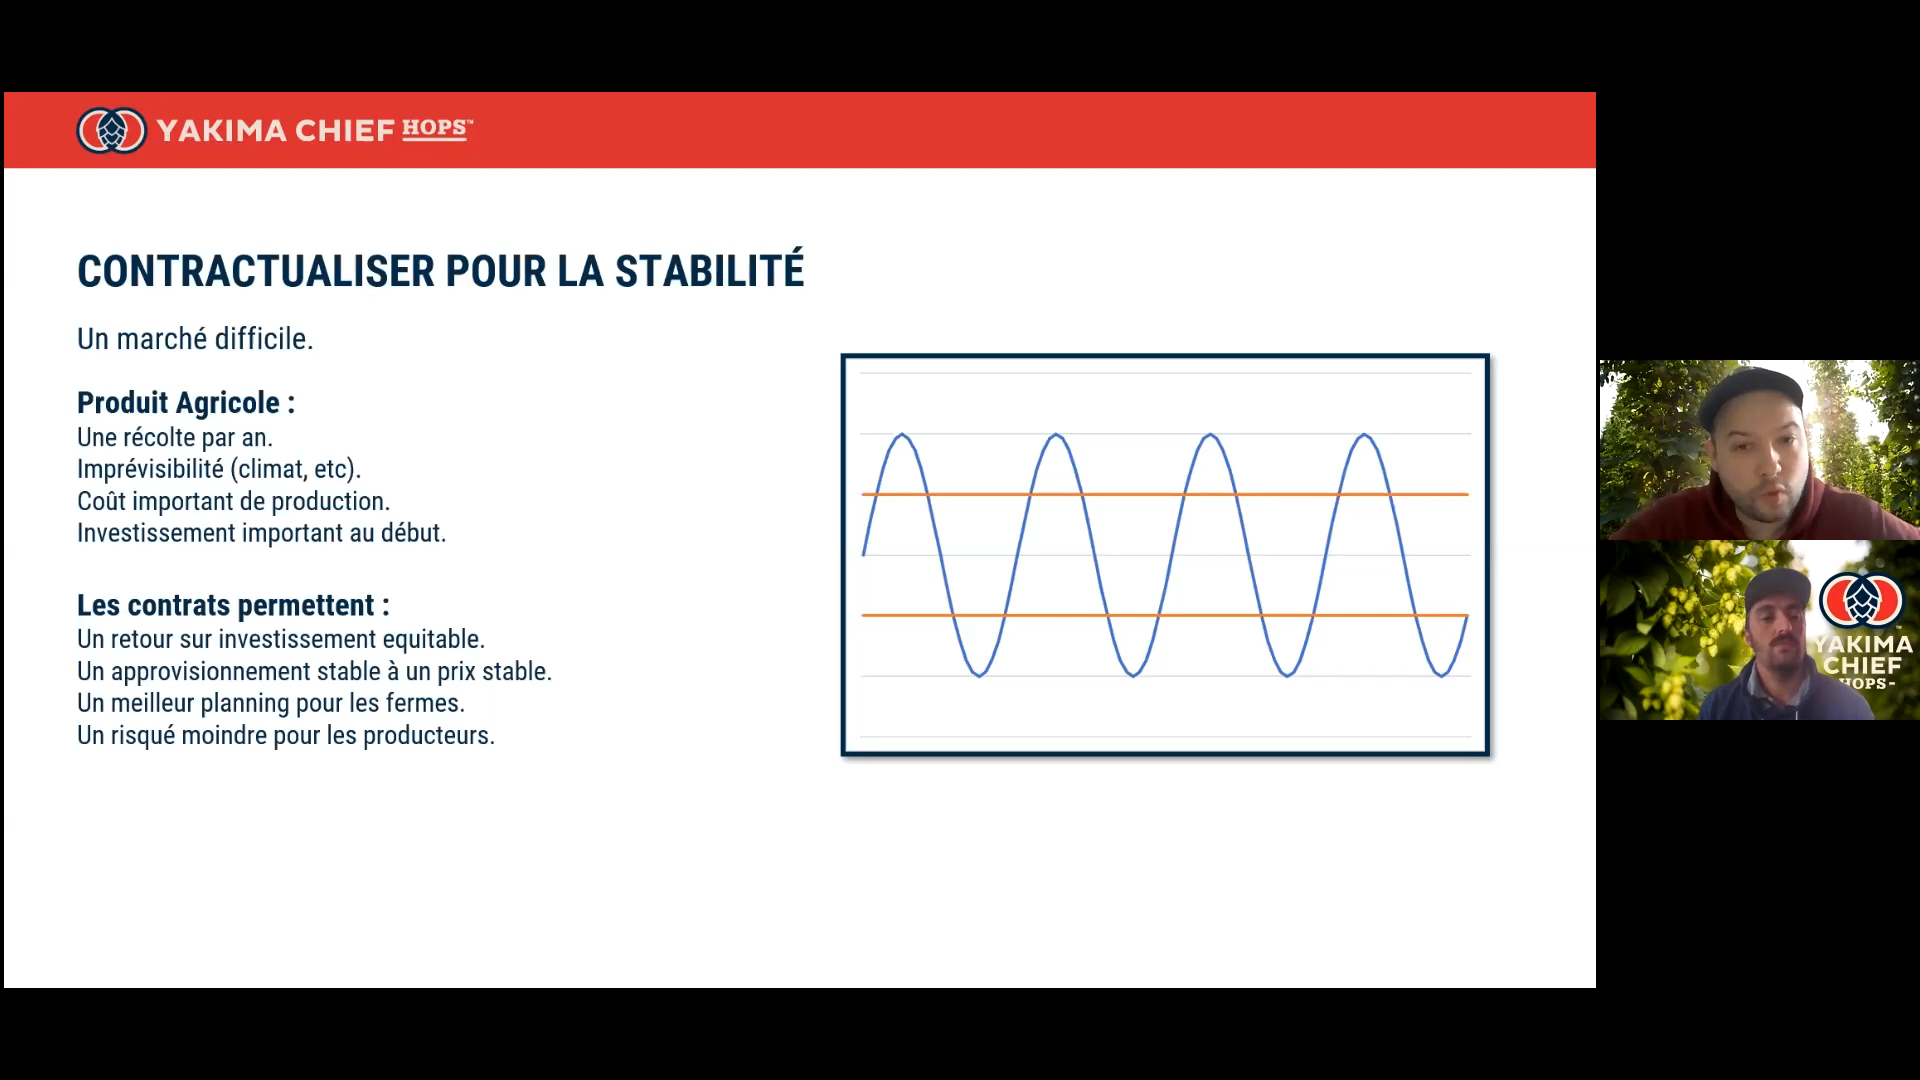 YAKIMA CHIEF HOPS™
CONTRACTUALISER POUR LA STABILITÉ
Un marché difficile.
Produit Agricole :
Une récolte par an.
Imprévisibilité (climat, etc).
Coût important de production.
Investissement important au début.
Les contrats permettent :
Un retour sur investissement equitable.
Un approvisionnement stable à un prix stable.
Un meilleur planning pour les fermes.
Un risqué moindre pour les producteurs.
YAKIMA
CHIEF
HOPS